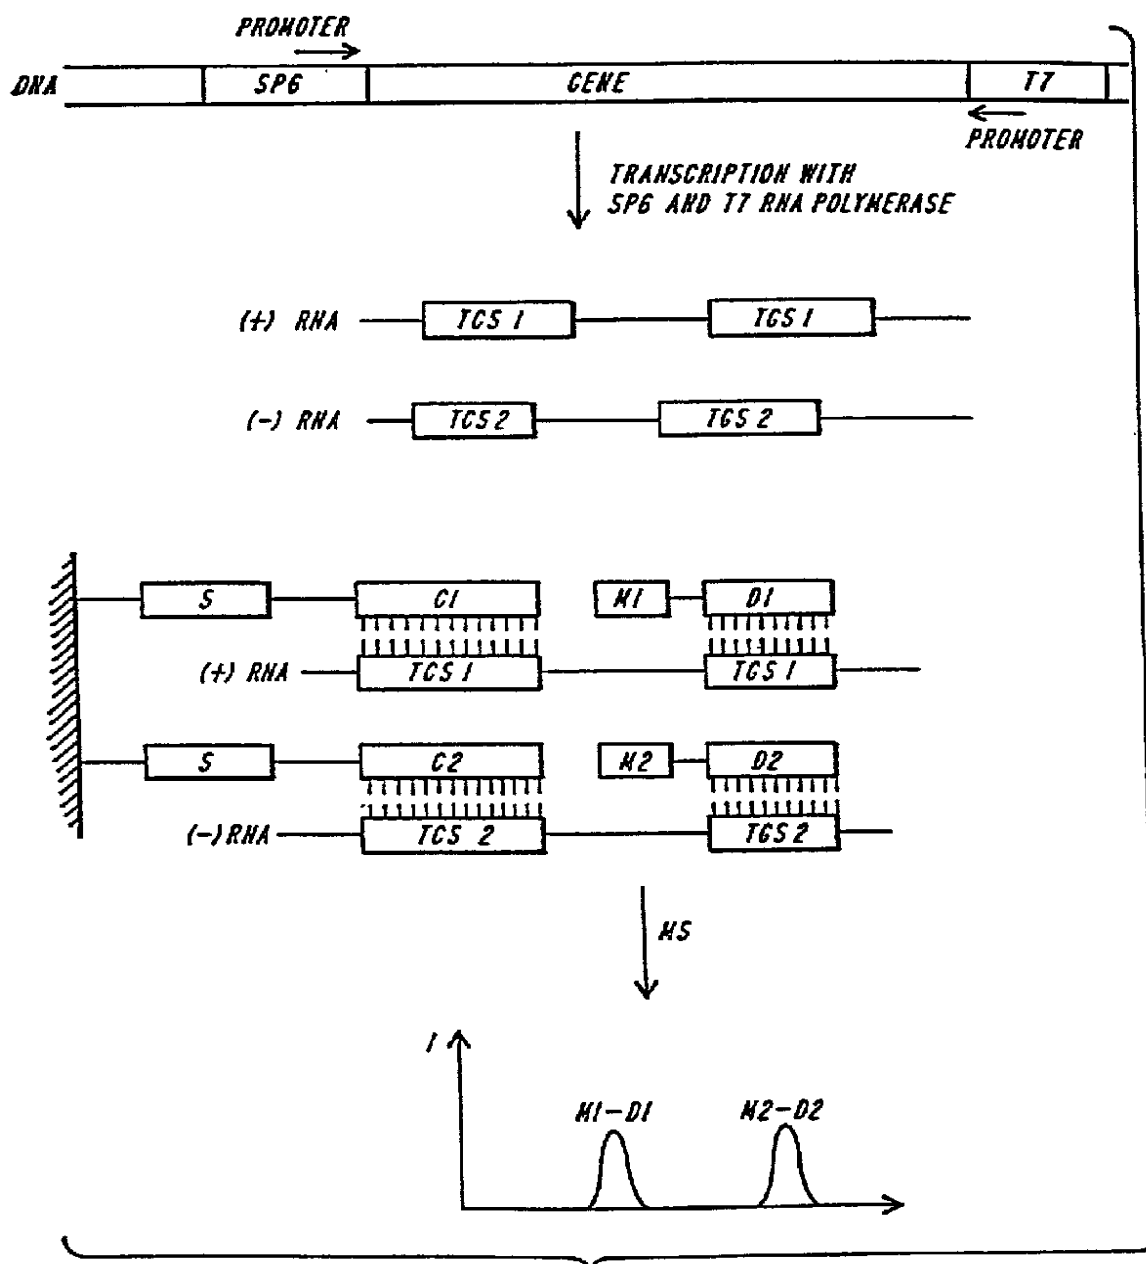 PROMOTER
DNA SP6 GENE T7
PROMOTER
TRANSCRIPTION WITH
SP6 AND T7 RNA POLYMERASE
(+) RNA TCS 1 TGS 1
(-) RNA TCS 2 TGS 2
S C1 M1 D1
(+) RNA TCS 1 TGS 1
S C2 M2 D2
(-) RNA TCS 2 TGS 2
MS
I
M1-D1 M2-D2